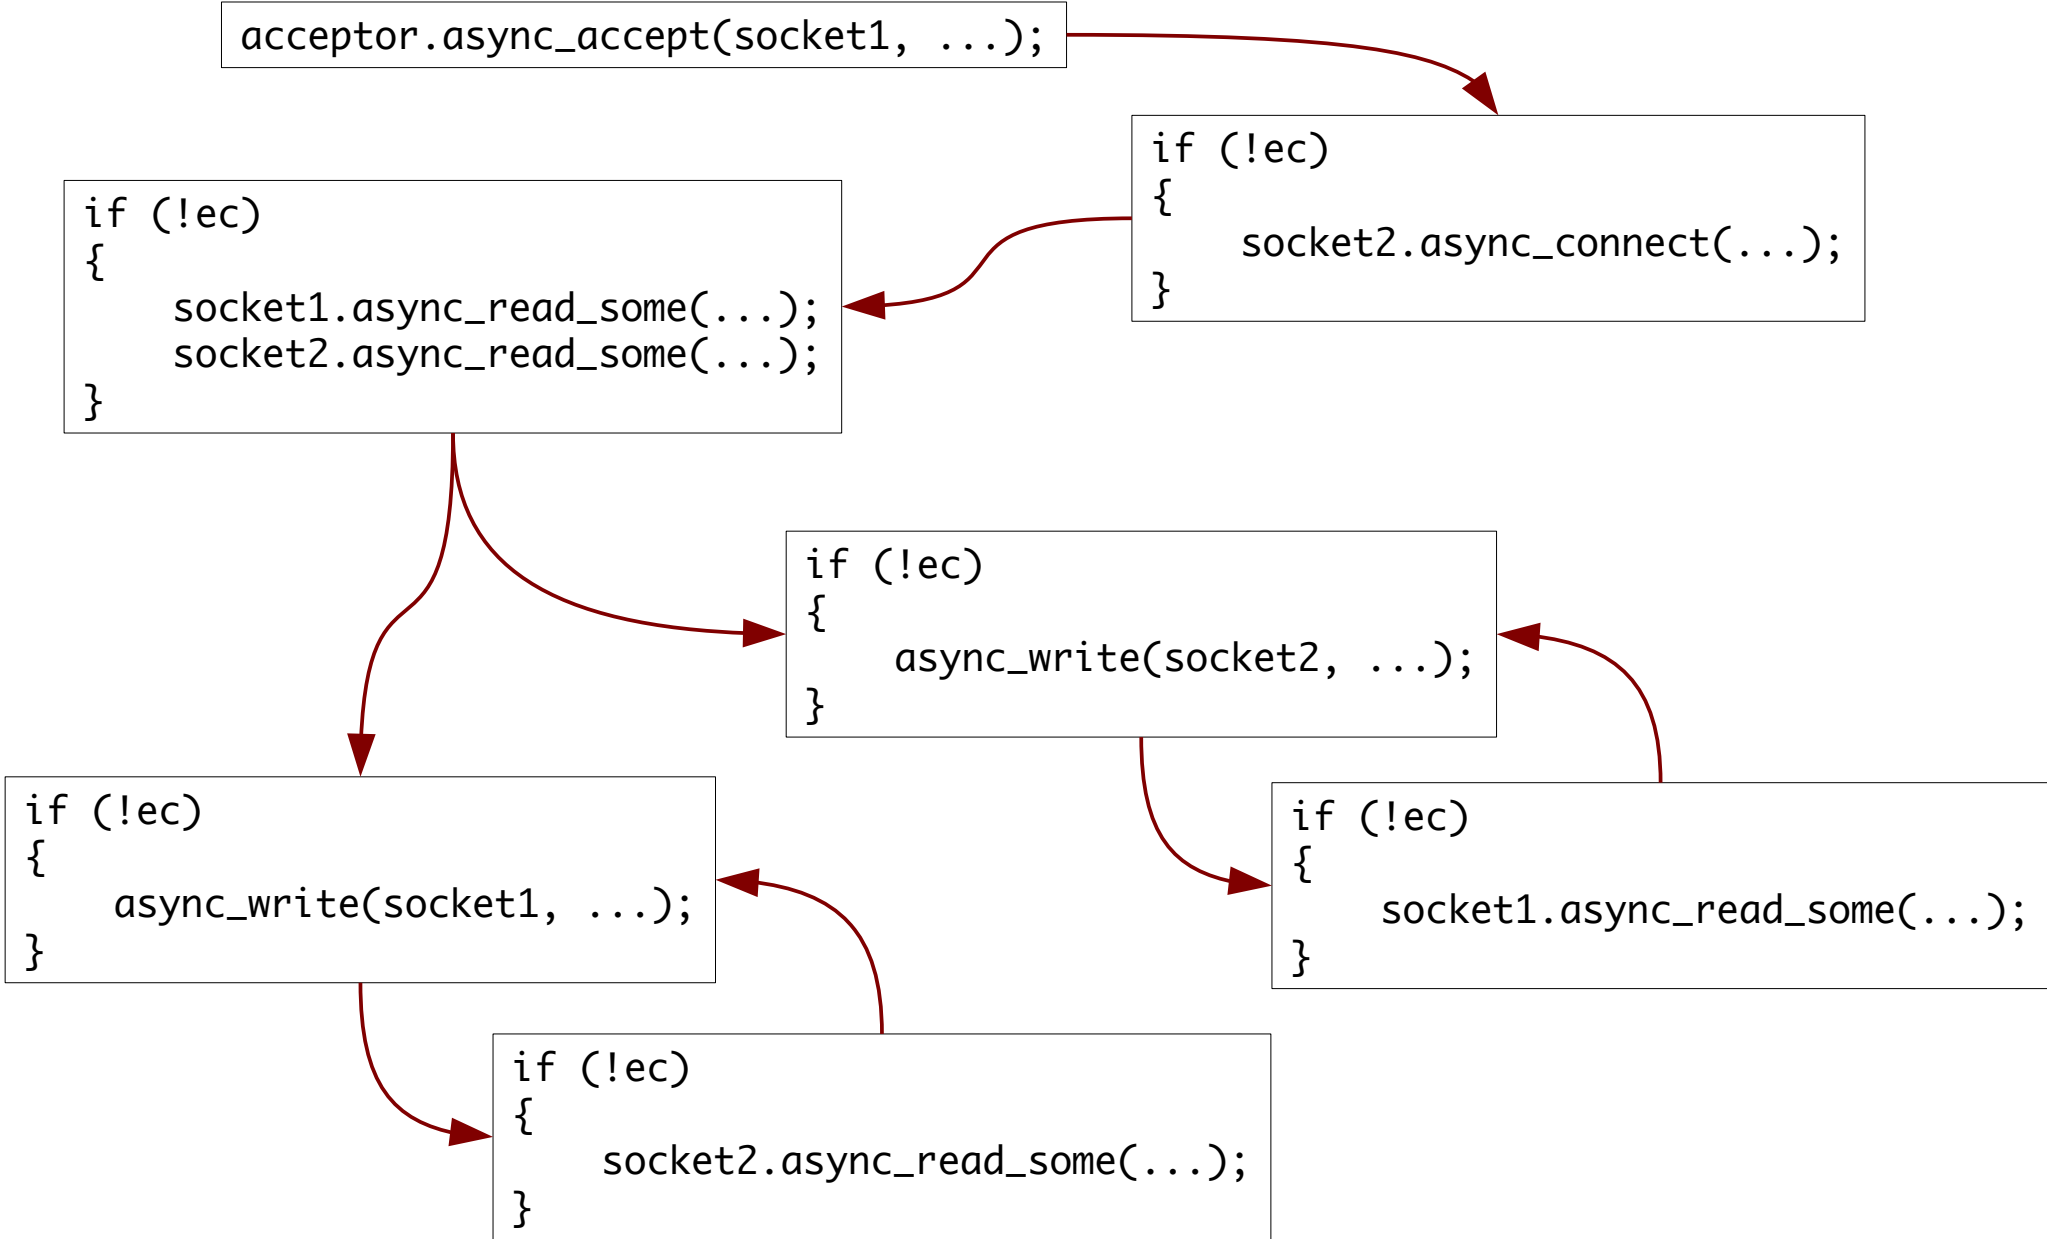 acceptor.async_accept(socket1, ...);
if (!ec)
{
    socket2.async_connect(...);
}
if (!ec)
{
    socket1.async_read_some(...);
    socket2.async_read_some(...);
}
if (!ec)
{
    async_write(socket2, ...);
}
if (!ec)
{
    socket1.async_read_some(...);
}
if (!ec)
{
    async_write(socket1, ...);
}
if (!ec)
{
    socket2.async_read_some(...);
}